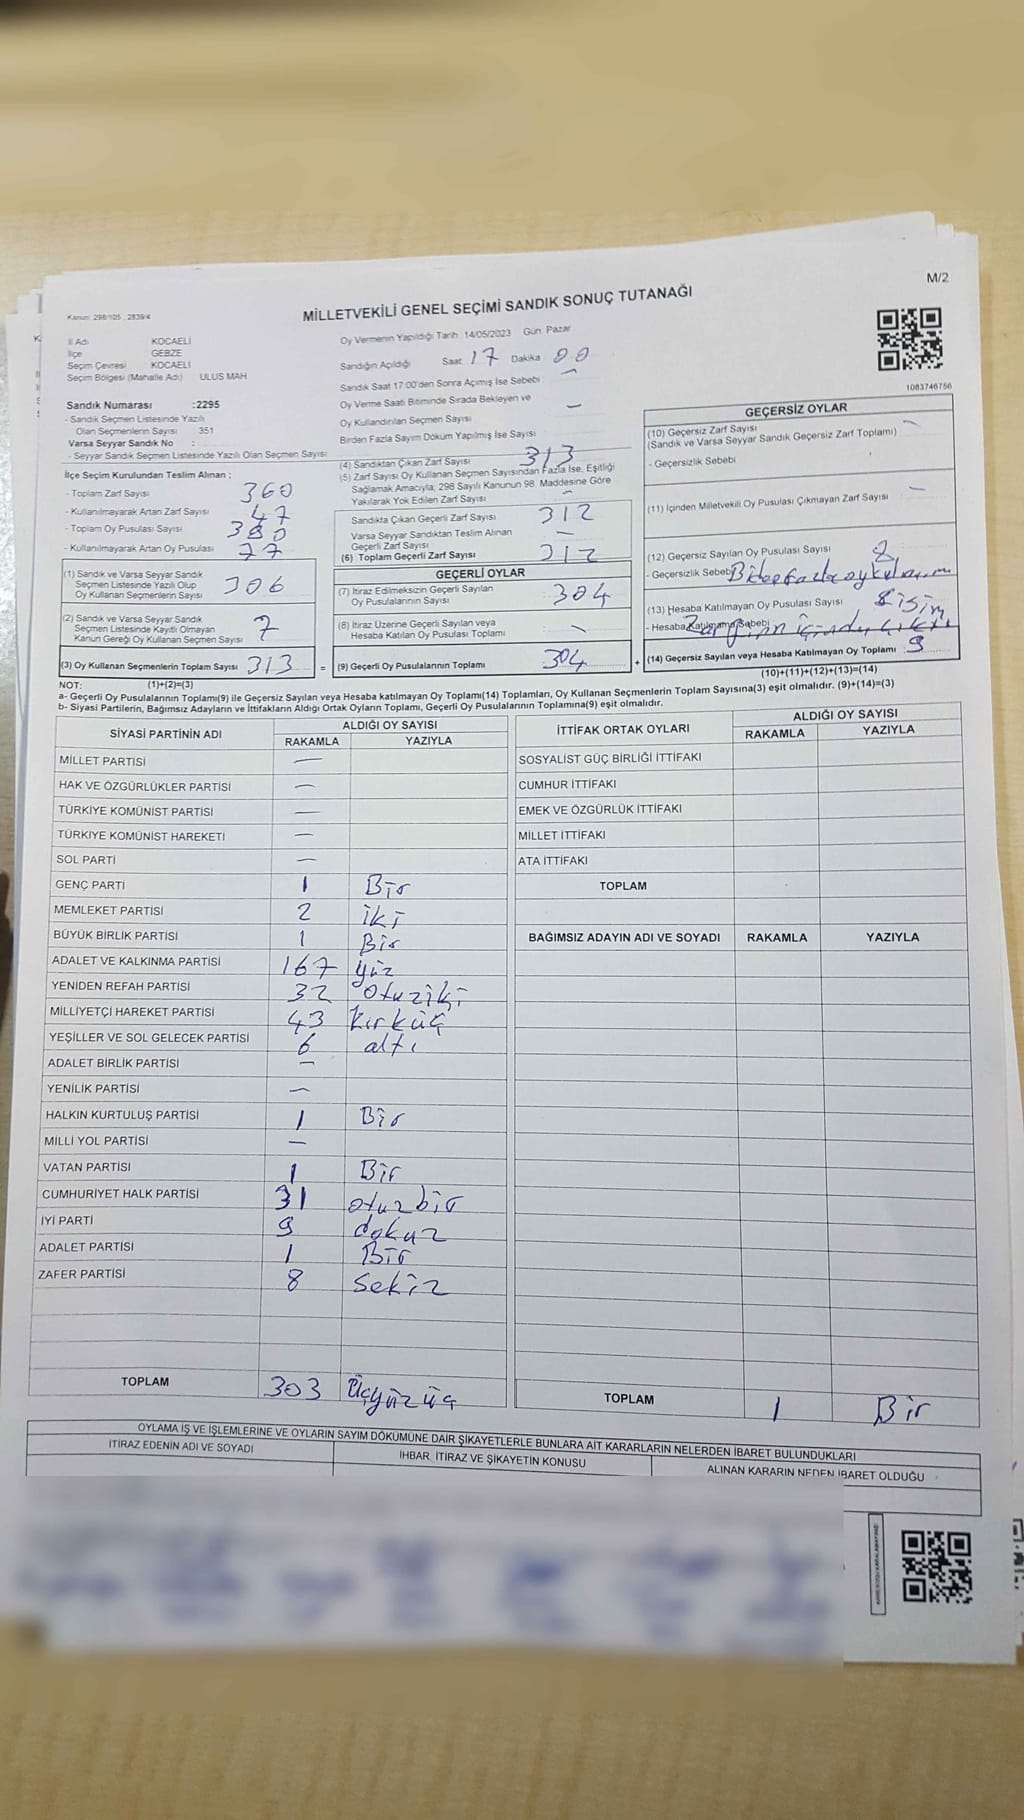 M/2
Kanun: 298/105 , 2839/4
MİLLETVEKİLİ GENEL SEÇİMİ SANDIK SONUÇ TUTANAĞI
İl Adı KOCAELİ
İlçe GEBZE
Seçim Çevresi KOCAELİ
Seçim Bölgesi (Mahalle Adı) ULUS MAH
Sandık Numarası :2295
- Sandık Seçmen Listesinde Yazılı
Olan Seçmenlerin Sayısı 351
Varsa Seyyar Sandık No :
- Seyyar Sandık Seçmen Listesinde Yazılı Olan Seçmen Sayısı
İlçe Seçim Kurulundan Teslim Alınan ;
- Toplam Zarf Sayısı 360
- Kullanılmayarak Artan Zarf Sayısı 47
- Toplam Oy Pusulası Sayısı 380
- Kullanılmayarak Artan Oy Pusulası 77
(1) Sandık ve Varsa Seyyar Sandık
Seçmen Listesinde Yazılı Olup
Oy Kullanan Seçmenlerin Sayısı 306
(2) Sandık ve Varsa Seyyar Sandık
Seçmen Listesinde Kayıtlı Olmayan
Kanun Gereği Oy Kullanan Seçmen Sayısı 7
(3) Oy Kullanan Seçmenlerin Toplam Sayısı 313 =
Oy Vermenin Yapıldığı Tarih: 14/05/2023 Gün: Pazar
Sandığın Açıldığı Saat 17 Dakika 00
Sandık Saat 17:00'den Sonra Açımış İse Sebebi —
Oy Verme Saati Bitiminde Sırada Bekleyen ve
Oy Kullandırılan Seçmen Sayısı —
Birden Fazla Sayım Döküm Yapılmış İse Sayısı
(4) Sandıktan Çıkan Zarf Sayısı 313
(5) Zarf Sayısı Oy Kullanan Seçmen Sayısından Fazla İse, Eşitliği
Sağlamak Amacıyla, 298 Sayılı Kanunun 98. Maddesine Göre
Yakılarak Yok Edilen Zarf Sayısı —
Sandıkta Çıkan Geçerli Zarf Sayısı 312
Varsa Seyyar Sandıktan Teslim Alınan
Geçerli Zarf Sayısı —
(6) Toplam Geçerli Zarf Sayısı 312
GEÇERLİ OYLAR
(7) İtiraz Edilmeksizin Geçerli Sayılan
Oy Pusulalarının Sayısı 304
(8) İtiraz Üzerine Geçerli Sayılan veya
Hesaba Katılan Oy Pusulası Toplamı —
(9) Geçerli Oy Pusulalarının Toplamı 304 +
1083746756
GEÇERSİZ OYLAR
(10) Geçersiz Zarf Sayısı —
(Sandık ve Varsa Seyyar Sandık Geçersiz Zarf Toplamı)
- Geçersizlik Sebebi
(11) İçinden Milletvekili Oy Pusulası Çıkmayan Zarf Sayısı —
(12) Geçersiz Sayılan Oy Pusulası Sayısı
- Geçersizlik Sebebi
(13) Hesaba Katılmayan Oy Pusulası Sayısı
- Hesaba Katılmama Sebebi
(14) Geçersiz Sayılan veya Hesaba Katılmayan Oy Toplamı 9
(10)+(11)+(12)+(13)=(14)
NOT: (1)+(2)=(3)
a- Geçerli Oy Pusulalarının Toplamı(9) ile Geçersiz Sayılan veya Hesaba katılmayan Oy Toplamı(14) Toplamları, Oy Kullanan Seçmenlerin Toplam Sayısına(3) eşit olmalıdır. (9)+(14)=(3)
b- Siyasi Partilerin, Bağımsız Adayların ve İttifakların Aldığı Ortak Oyların Toplamı, Geçerli Oy Pusulalarının Toplamına(9) eşit olmalıdır.
SİYASİ PARTİNİN ADI ALDIĞI OY SAYISI
RAKAMLA YAZIYLA
MİLLET PARTİSİ —
HAK VE ÖZGÜRLÜKLER PARTİSİ —
TÜRKİYE KOMÜNİST PARTİSİ —
TÜRKİYE KOMÜNİST HAREKETİ —
SOL PARTİ —
GENÇ PARTİ 1 Bir
MEMLEKET PARTİSİ 2 iki
BÜYÜK BİRLİK PARTİSİ 1 Bir
ADALET VE KALKINMA PARTİSİ 167 yüz
YENİDEN REFAH PARTİSİ 32 otuziki
MİLLİYETÇİ HAREKET PARTİSİ 43 kırküç
YEŞİLLER VE SOL GELECEK PARTİSİ 6 altı
ADALET BİRLİK PARTİSİ —
YENİLİK PARTİSİ —
HALKIN KURTULUŞ PARTİSİ 1 Bir
MİLLİ YOL PARTİSİ —
VATAN PARTİSİ 1 Bir
CUMHURİYET HALK PARTİSİ 31 otuzbir
İYİ PARTİ 9 dokuz
ADALET PARTİSİ 1 Bir
ZAFER PARTİSİ 8 Sekiz
TOPLAM 303 üçyüzüç
İTTİFAK ORTAK OYLARI ALDIĞI OY SAYISI
RAKAMLA YAZIYLA
SOSYALİST GÜÇ BİRLİĞİ İTTİFAKI
CUMHUR İTTİFAKI
EMEK VE ÖZGÜRLÜK İTTİFAKI
MİLLET İTTİFAKI
ATA İTTİFAKI
TOPLAM
BAĞIMSIZ ADAYIN ADI VE SOYADI RAKAMLA YAZIYLA
TOPLAM 1 Bir
OYLAMA İŞ VE İŞLEMLERİNE VE OYLARIN SAYIM DÖKÜMÜNE DAİR ŞİKAYETLERLE BUNLARA AİT KARARLARIN NELERDEN İBARET BULUNDUKLARI
İTİRAZ EDENİN ADI VE SOYADI İHBAR, İTİRAZ VE ŞİKAYETİN KONUSU ALINAN KARARIN NEDEN İBARET OLDUĞU